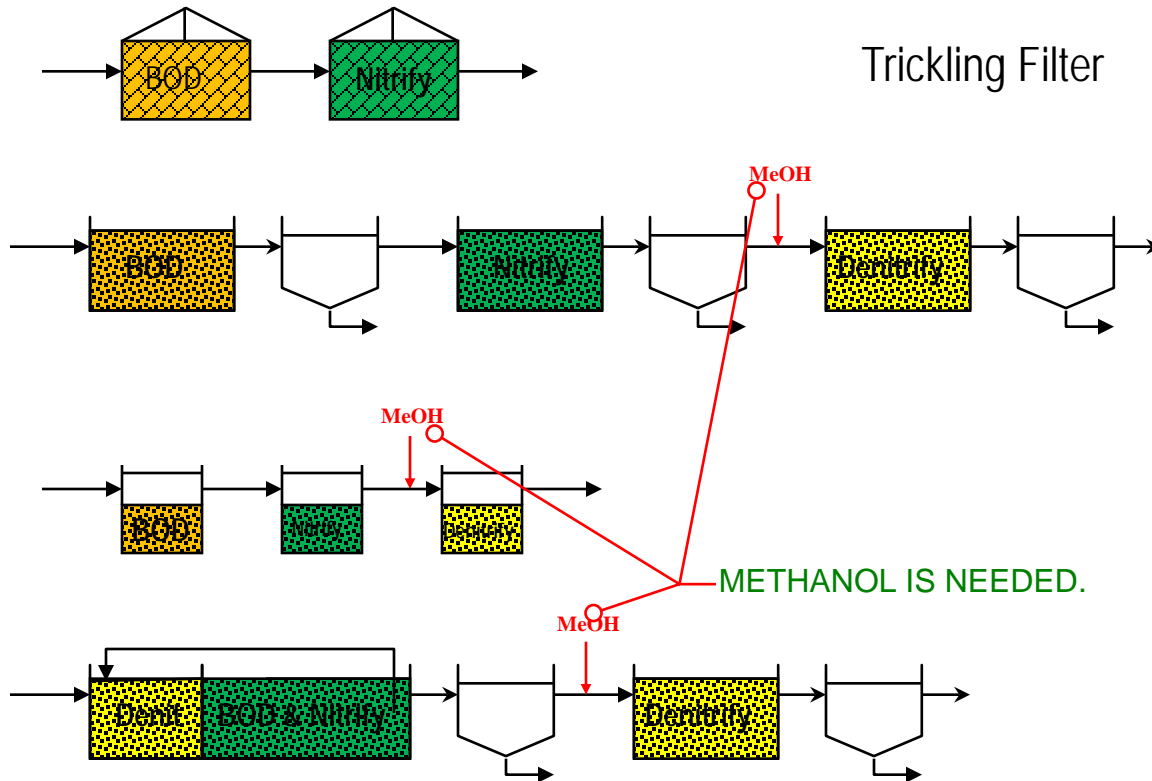 Trickling Filter
BOD
Nitrify
MeOH
BOD
Nitrify
Denitrify
MeOH
BOD
Nitrify
Denitrify
METHANOL IS NEEDED.
MeOH
Denit
BOD & Nitrify
Denitrify